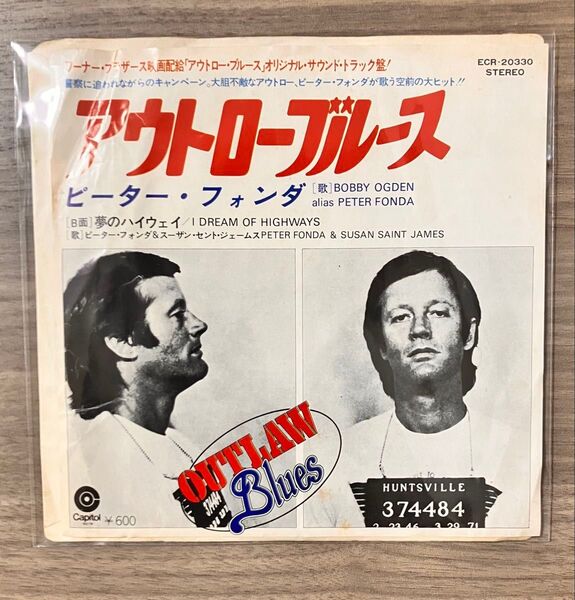 ワーナー・ブラザース映画配給「アウトロー・ブルース」オリジナル・サウンド・トラック盤!
警察に追われながらのキャンペーン。大胆不敵なアウトロー、ピーター・フォンダが歌う空前の大ヒット!!
ECR-20330
STEREO
アウトローブルース
ピーター・フォンダ
[歌] BOBBY OGDEN
alias PETER FONDA
[B面] 夢のハイウェイ/I DREAM OF HIGHWAYS
[歌] ピーター・フォンダ&スーザン・セント・ジェームス PETER FONDA & SUSAN SAINT JAMES
OUTLAW
Blues
HUNTSVILLE
374484
2 23 46 3 29 71
Capitol
¥600